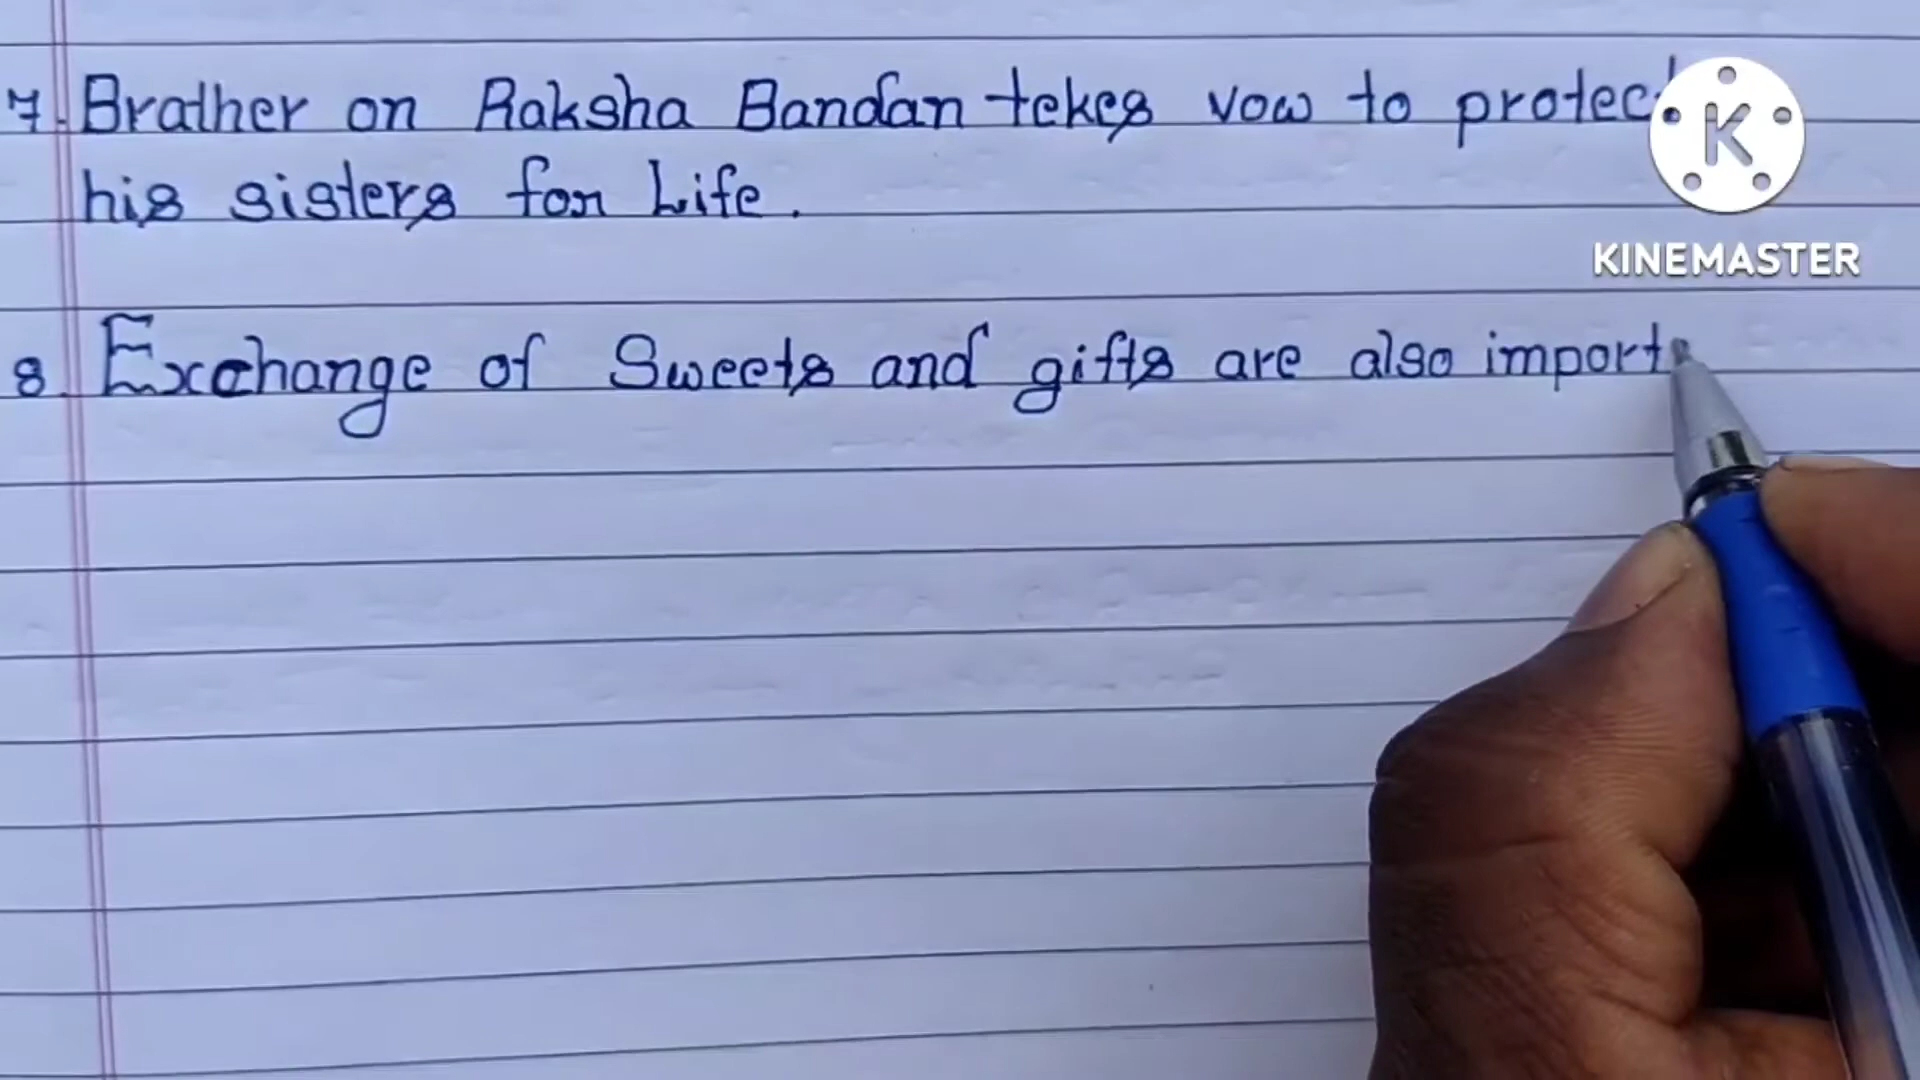 7. Brather on Raksha Bandan tekes vow to protect
his sisters for Life.
8. Exchange of Sweets and gifts are also import
K
KINEMASTER